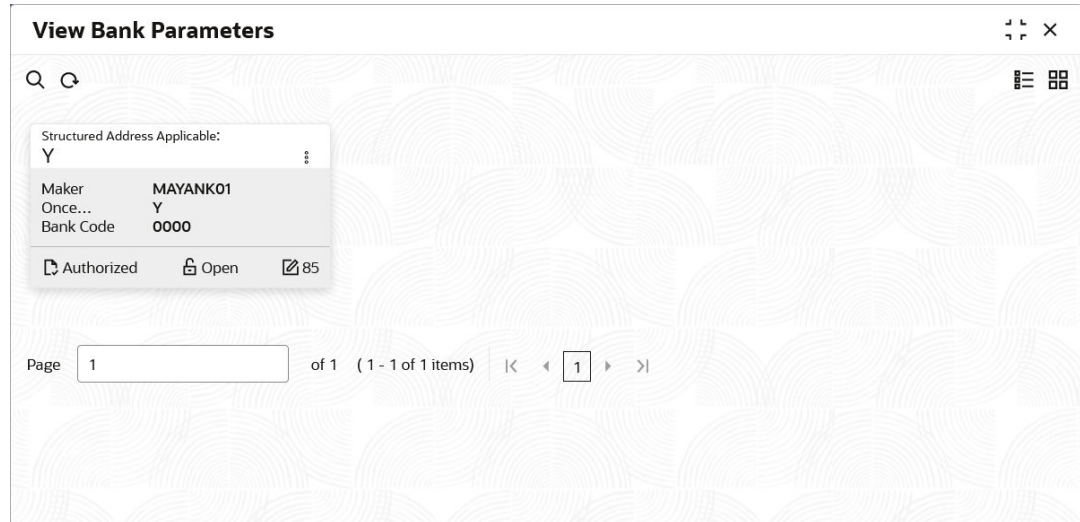 View Bank Parameters
Structured Address Applicable:
Y
Maker MAYANK01
Once... Y
Bank Code 0000
Authorized Open 85
Page 1 of 1 ( 1 - 1 of 1 items) 1